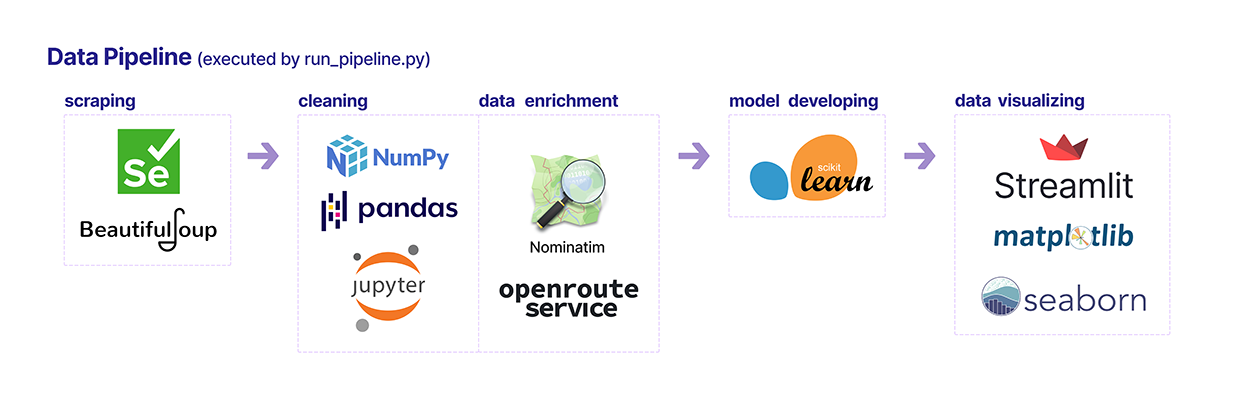 Data Pipeline (executed by run_pipeline.py)
scraping
Se
BeautifulSoup
cleaning
NumPy
pandas
jupyter
data enrichment
Nominatim
openroute
service
model developing
scikit
learn
data visualizing
Streamlit
matplotlib
seaborn